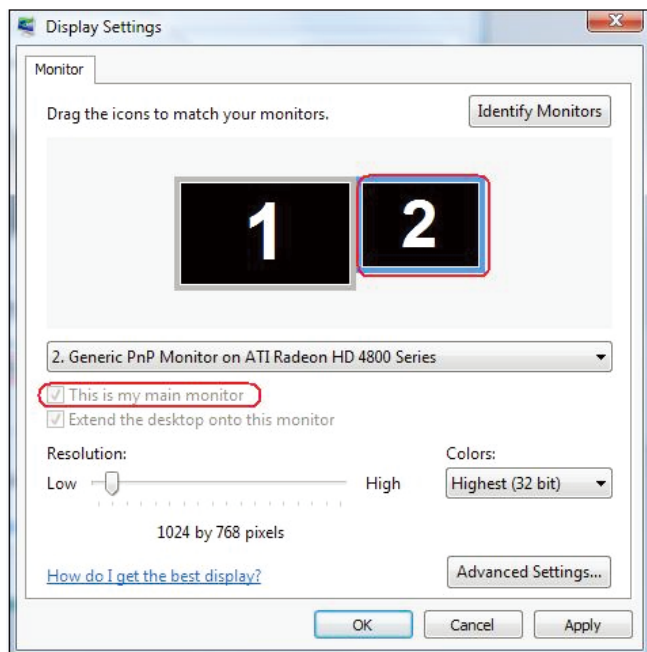 Display Settings
Monitor
Drag the icons to match your monitors.
Identify Monitors
1
2
2. Generic PnP Monitor on ATI Radeon HD 4800 Series
This is my main monitor
Extend the desktop onto this monitor
Resolution:
Colors:
Low
High
Highest (32 bit)
1024 by 768 pixels
How do I get the best display?
Advanced Settings...
OK
Cancel
Apply